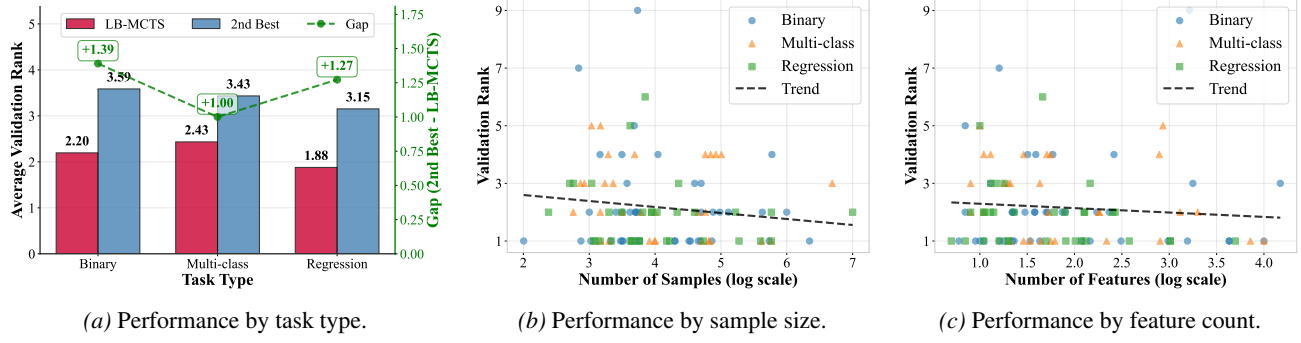 LB-MCTS
2nd Best
Gap
+1.39
+1.00
+1.27
2.20
3.59
2.43
3.43
1.88
3.15
5
4
3
2
1
0
1.75
1.50
1.25
1.00
0.75
0.50
0.25
0.00
Average Validation Rank
Gap (2nd Best - LB-MCTS)
Binary
Multi-class
Regression
Task Type
(a) Performance by task type.
Binary
Multi-class
Regression
Trend
9
7
5
3
1
Validation Rank
2
3
4
5
6
7
Number of Samples (log scale)
(b) Performance by sample size.
Binary
Multi-class
Regression
Trend
9
7
5
3
1
Validation Rank
1.0
1.5
2.0
2.5
3.0
3.5
4.0
Number of Features (log scale)
(c) Performance by feature count.